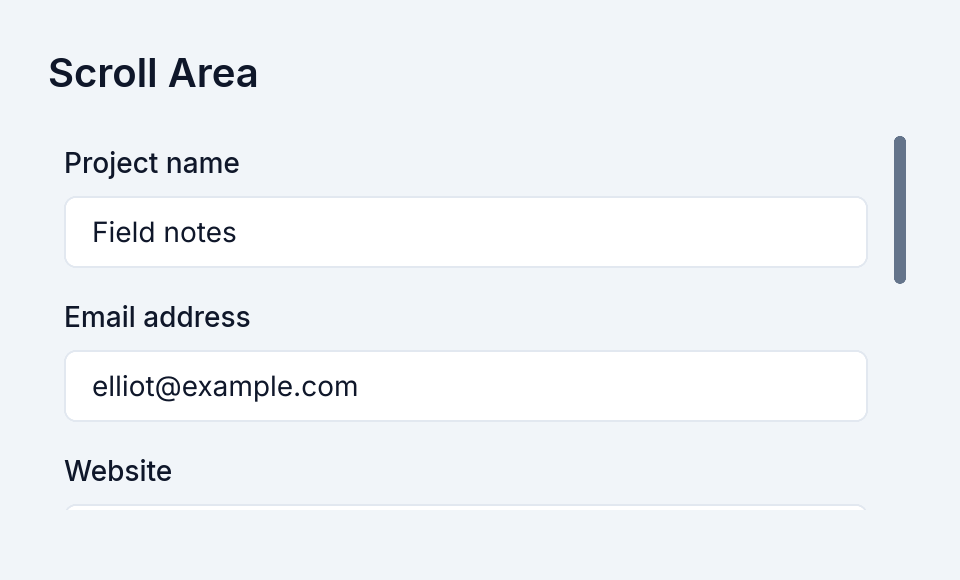 Scroll Area
Project name
Field notes
Email address
elliot@example.com
Website